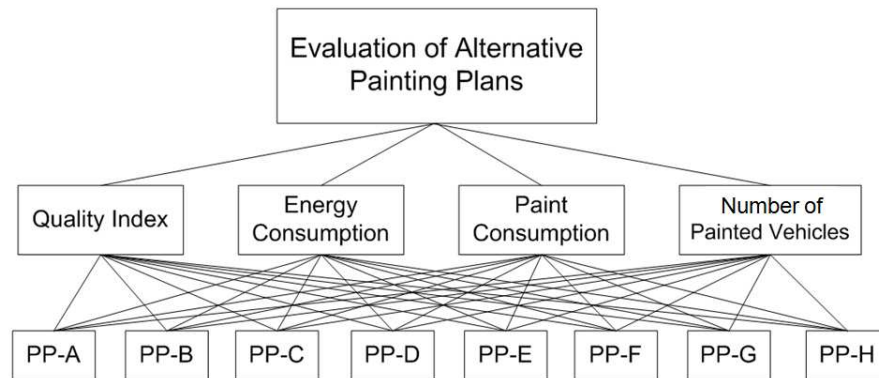 Evaluation of Alternative
Painting Plans
Quality Index
Energy
Consumption
Paint
Consumption
Number of
Painted Vehicles
PP-A
PP-B
PP-C
PP-D
PP-E
PP-F
PP-G
PP-H